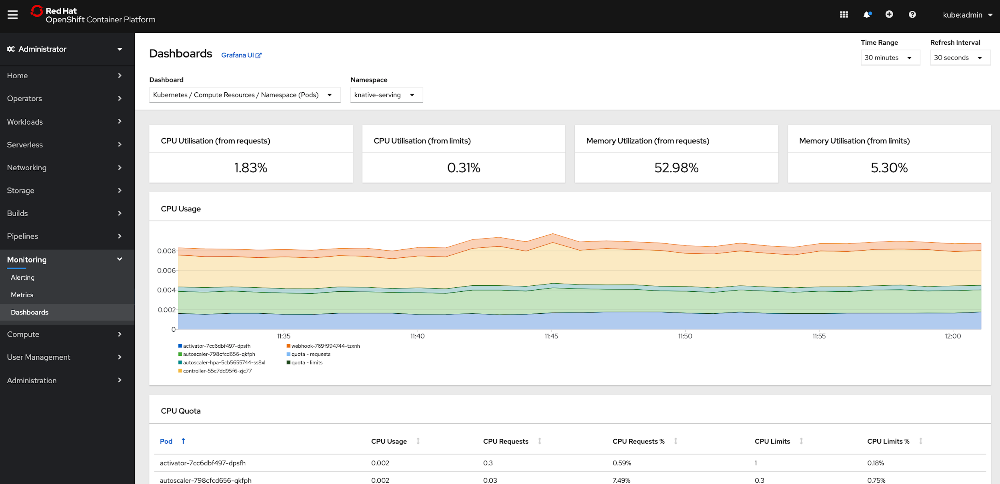 Red Hat
OpenShift Container Platform
kube:admin
Administrator
Home
Operators
Workloads
Serverless
Networking
Storage
Builds
Pipelines
Monitoring
Alerting
Metrics
Dashboards
Compute
User Management
Administration
Dashboards Grafana UI
Time Range Refresh Interval
30 minutes 30 seconds
Dashboard Namespace
Kubernetes / Compute Resources / Namespace (Pods) knative-serving
CPU Utilisation (from requests)
1.83%
CPU Utilisation (from limits)
0.31%
Memory Utilization (from requests)
52.98%
Memory Utilisation (from limits)
5.30%
CPU Usage
0.008
0.006
0.004
0.002
0
11:35 11:40 11:45 11:50 11:55 12:00
activator-7cc6dbf497-dpsfh
autoscaler-798cfcd656-qkfph
autoscaler-hpa-5cb5655744-ss8xl
controller-55c7dd95f6-zjc77
webhook-769f994744-tzxnh
quota - requests
quota - limits
CPU Quota
Pod CPU Usage CPU Requests CPU Requests % CPU Limits CPU Limits %
activator-7cc6dbf497-dpsfh 0.002 0.3 0.59% 1 0.18%
autoscaler-798cfcd656-qkfph 0.002 0.03 7.49% 0.3 0.75%